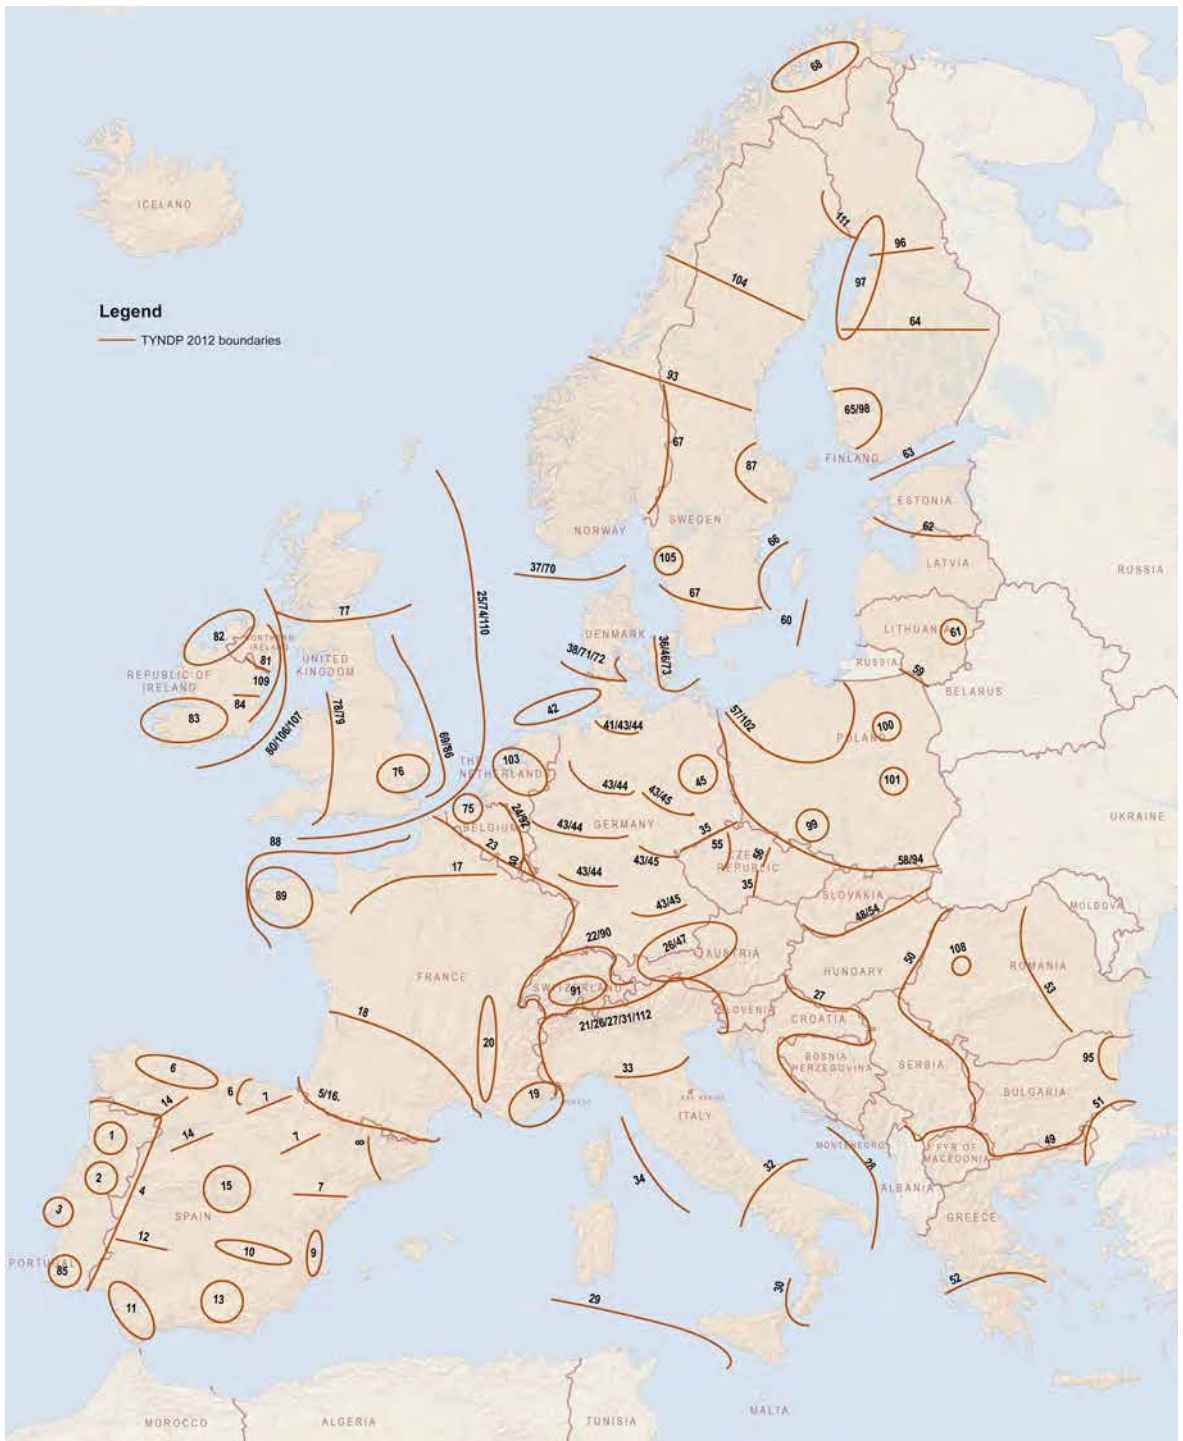 68
ICELAND
111
96
97
104
Legend
TYNDP 2012 boundaries
64
93
65/98
67
87
FINLAND
63
ESTONIA
62
NORWAY
SWEDEN
66
105
LATVIA
RUSSIA
37/70
67
25/74/110
77
60
82
NORTHERN
IRELAND
DENMARK
36/46/73
LITHUANIA
61
81
UNITED
KINGDOM
38/71/72
RUSSIA
59
REPUBLIC OF
IRELAND
109
BELARUS
84
83
78/79
42
57/102
100
80/106/107
69/86
41/43/44
POLAND
THE
NETHERLANDS
103
76
45
101
43/44
43/45
75
24/92
BELGIUM
43/44
GERMANY
35
99
UKRAINE
88
23
55
CZECH
REPUBLIC
56
40
43/45
58/94
17
43/44
35
89
SLOVAKIA
43/45
48/54
MOLDOVA
22/90
26/47
AUSTRIA
50
108
FRANCE
HUNGARY
ROMANIA
SWITZERLAND
91
27
53
18
21/26/27/31/112
SLOVENIA
CROATIA
20
BOSNIA
HERZEGOVINA
SERBIA
95
6
33
6
7
5/16.
19
MONACO
SAN MARINO
ITALY
BULGARIA
14
51
1
14
7
8
49
MONTENEGRO
FYR OF
MACEDONIA
2
4
15
7
34
32
28
ALBANIA
3
SPAIN
GREECE
12
10
9
PORTUGAL
85
52
11
13
29
30
MALTA
MOROCCO
ALGERIA
TUNISIA